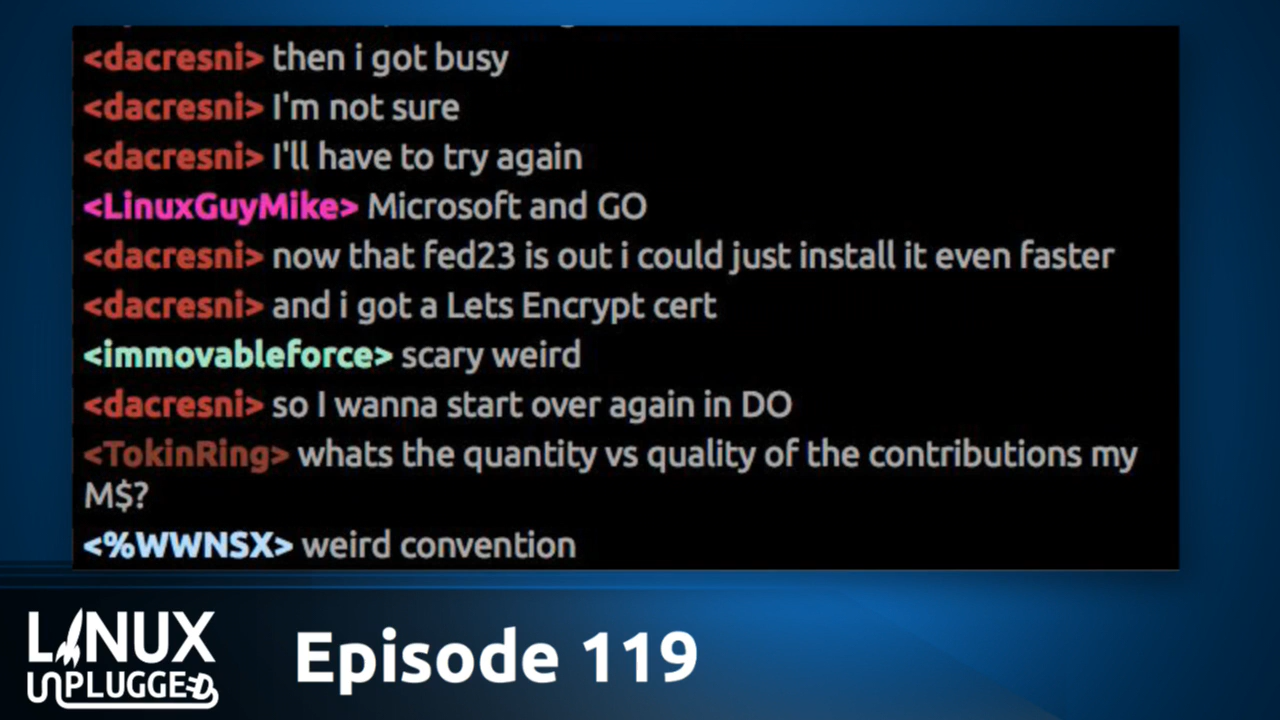 <dacresni> then i got busy
<dacresni> I'm not sure
<dacresni> I'll have to try again
<LinuxGuyMike> Microsoft and GO
<dacresni> now that fed23 is out i could just install it even faster
<dacresni> and i got a Lets Encrypt cert
<immovableforce> scary weird
<dacresni> so I wanna start over again in DO
<TokinRing> whats the quantity vs quality of the contributions my
M$?
<%WWNSX> weird convention
LINUX
UNPLUGGED
Episode 119